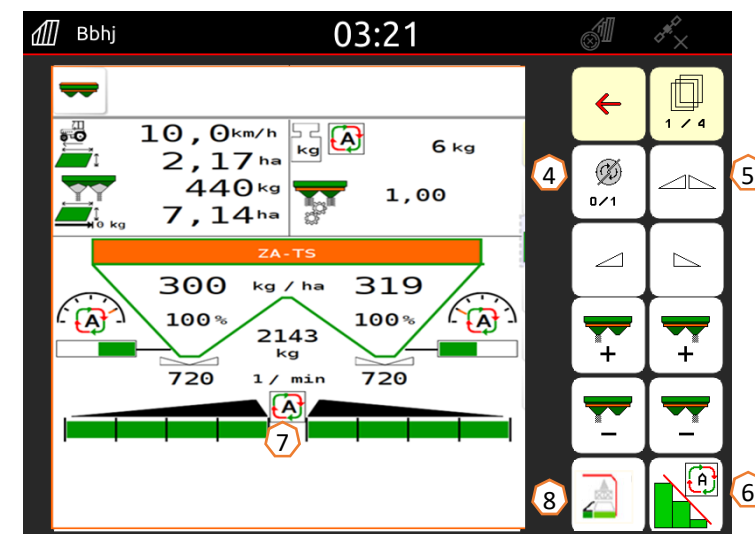 Bbhj 03:21
1 / 4
10,0 km/h
2,17 ha
440 kg
7,14 ha
0 kg
kg A 6 kg
1,00
4
0/1
5
ZA-TS
300 kg / ha 319
A 100% 100% A
2143
kg
720 1 / min 720
A
7
+ +
- -
8
A
6